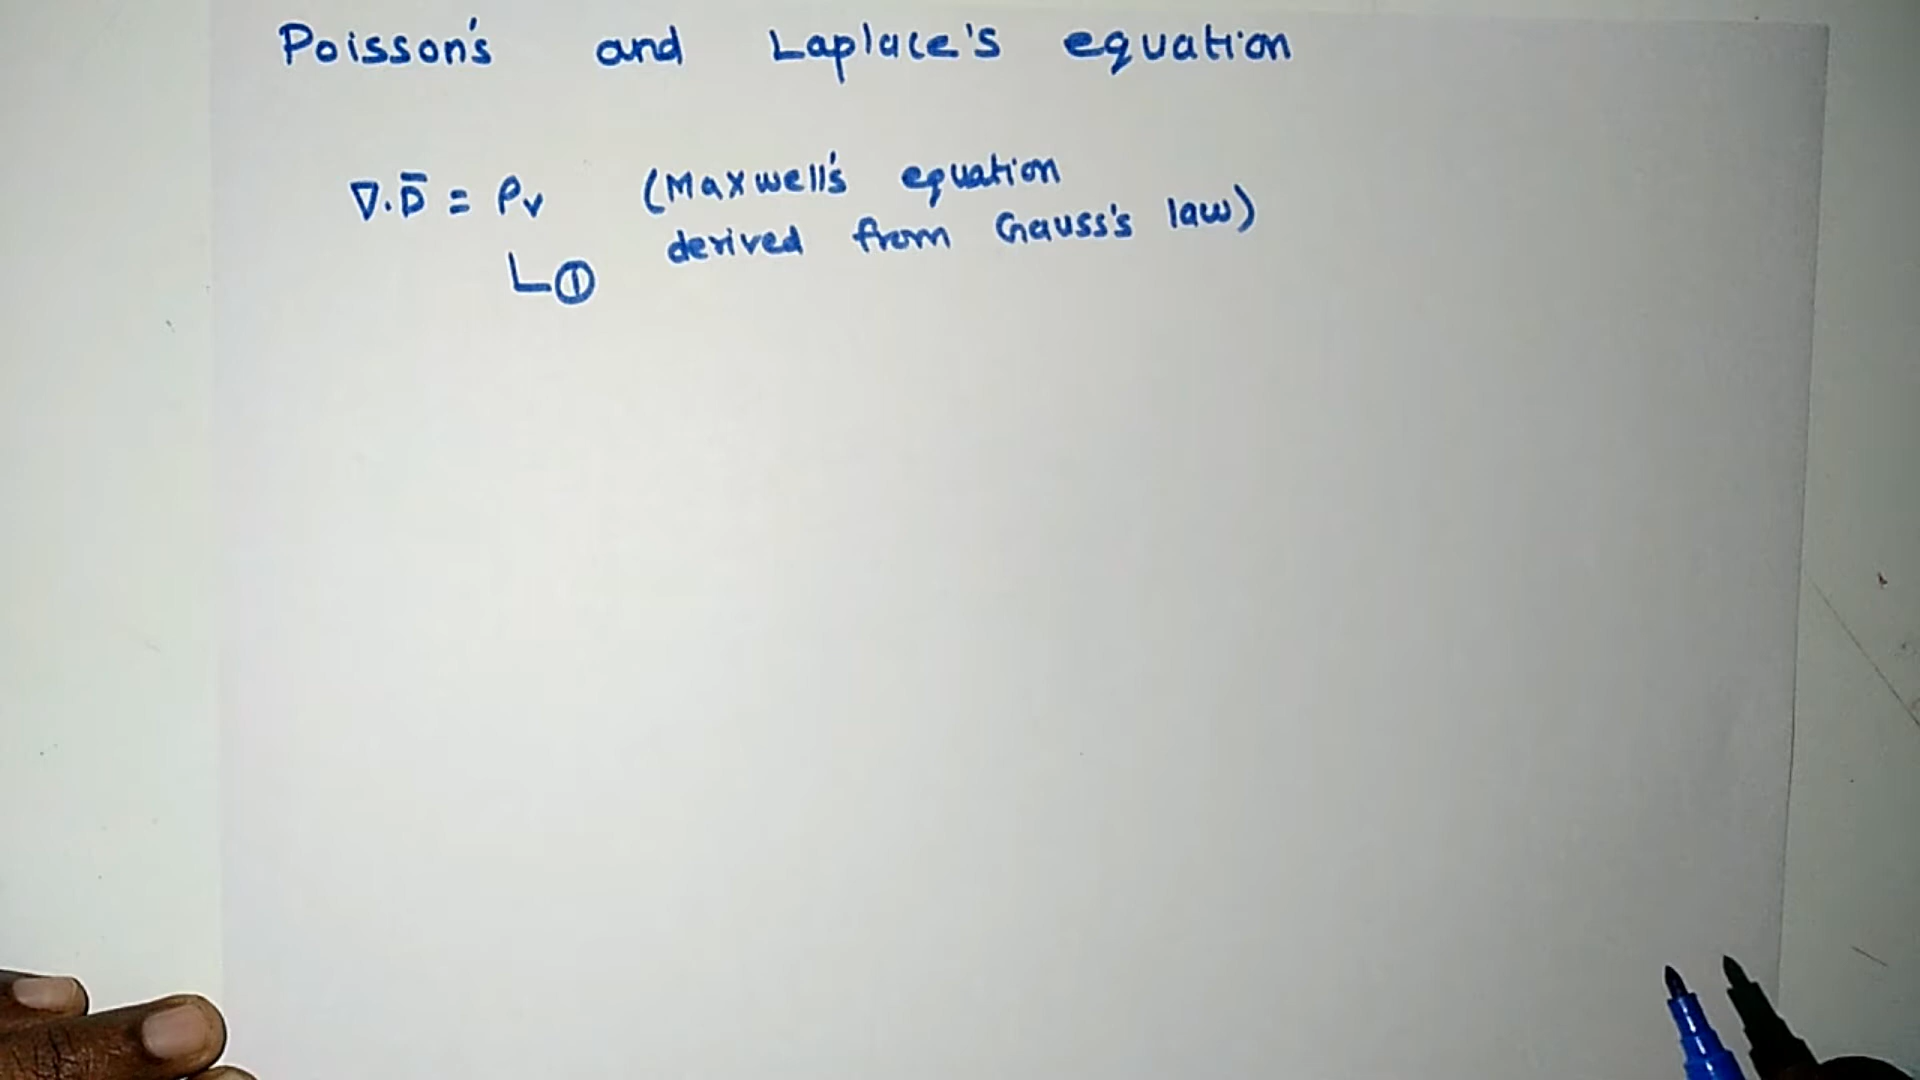 Poisson's and Laplace's equation
∇.D̅ = ρv (Maxwell's equation
derived from Gauss's law)
①